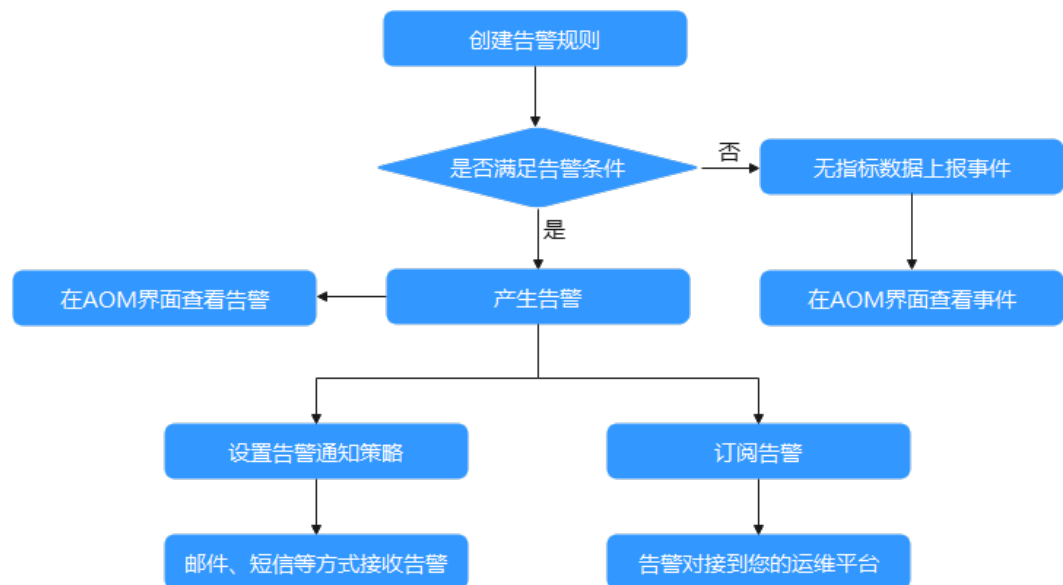 创建告警规则
是否满足告警条件
否
无指标数据上报事件
是
在AOM界面查看告警
产生告警
在AOM界面查看事件
设置告警通知策略
订阅告警
邮件、短信等方式接收告警
告警对接到您的运维平台